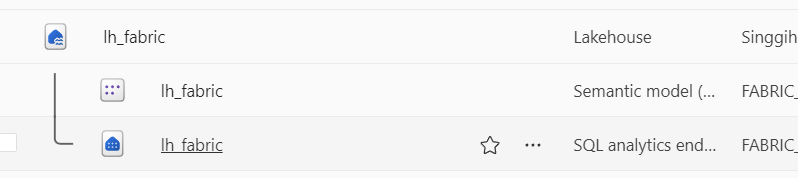 lh_fabric Lakehouse Singgih
lh_fabric Semantic model (... FABRIC_
lh_fabric SQL analytics end... FABRIC_